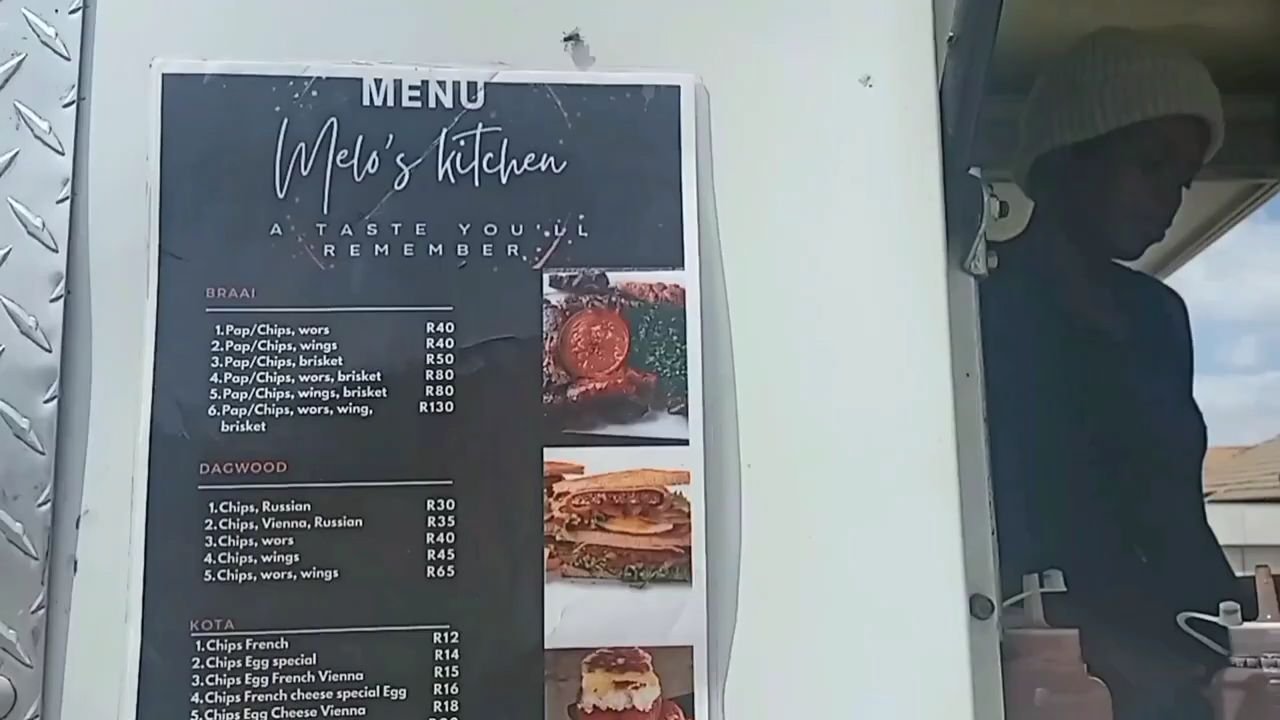 MENU
Melo's kitchen
A TASTE YOU'LL
REMEMBER
BRAAI
1.Pap/Chips, wors R40
2.Pap/Chips, wings R40
3.Pap/Chips, brisket R50
4.Pap/Chips, wors, brisket R80
5.Pap/Chips, wings, brisket R80
6.Pap/Chips, wors, wing, R130
brisket
DAGWOOD
1.Chips, Russian R30
2.Chips, Vienna, Russian R35
3.Chips, wors R40
4.Chips, wings R45
5.Chips, wors, wings R65
KOTA
1.Chips French R12
2.Chips Egg special R14
3.Chips Egg French Vienna R15
4.Chips French cheese special Egg R16
5.Chips Egg Cheese Vienna R18